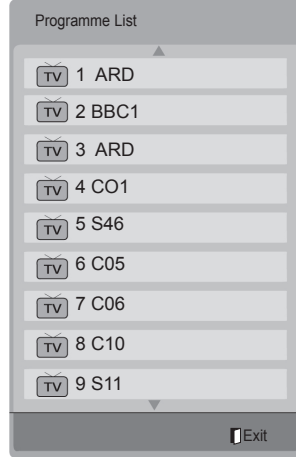 Programme List
TV 1 ARD
TV 2 BBC1
TV 3 ARD
TV 4 CO1
TV 5 S46
TV 6 C05
TV 7 C06
TV 8 C10
TV 9 S11
Exit